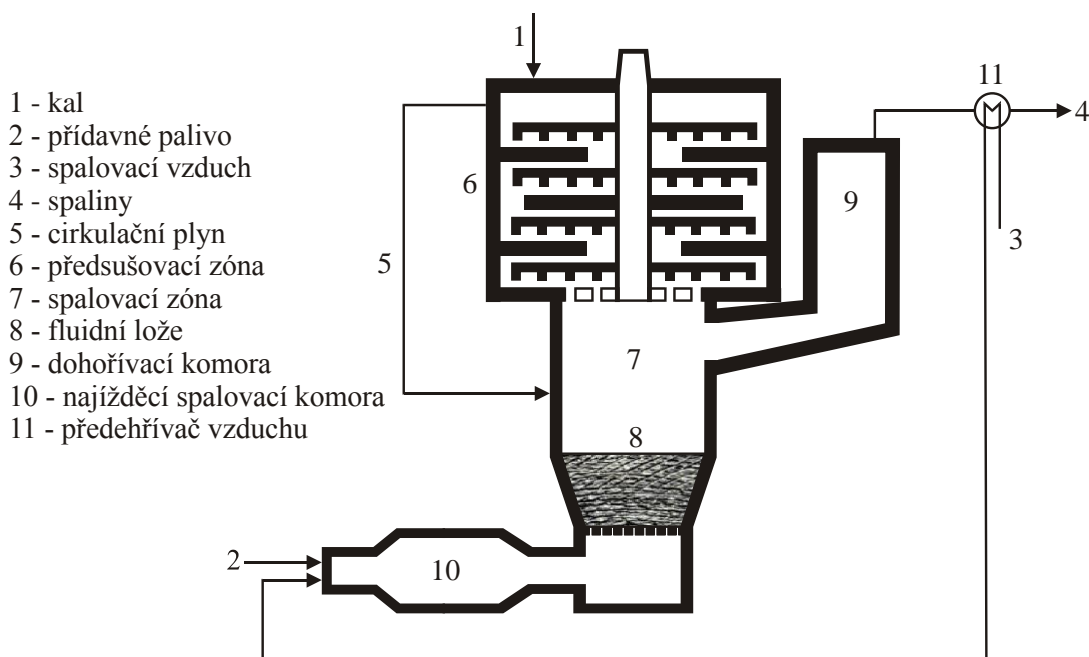 1 - kal
2 - přídavné palivo
3 - spalovací vzduch
4 - spaliny
5 - cirkulační plyn
6 - předsušovací zóna
7 - spalovací zóna
8 - fluidní lože
9 - dohořívací komora
10 - najížděcí spalovací komora
11 - předehřívač vzduchu
1
11
4
6
9
5
3
7
8
2
10